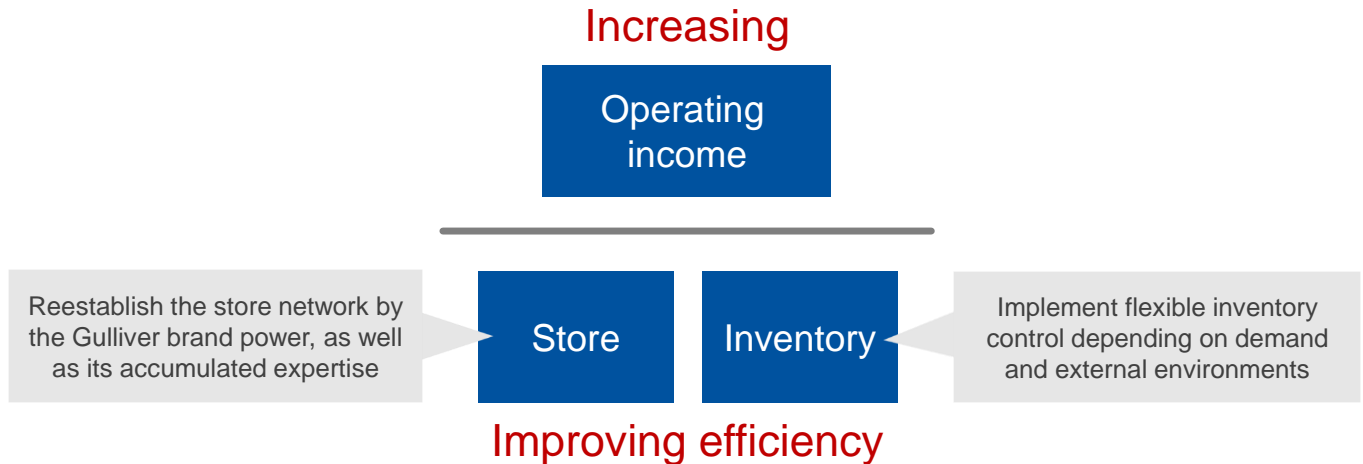 Increasing
Operating
income
Reestablish the store network by
the Gulliver brand power, as well
as its accumulated expertise
Store
Inventory
Implement flexible inventory
control depending on demand
and external environments
Improving efficiency